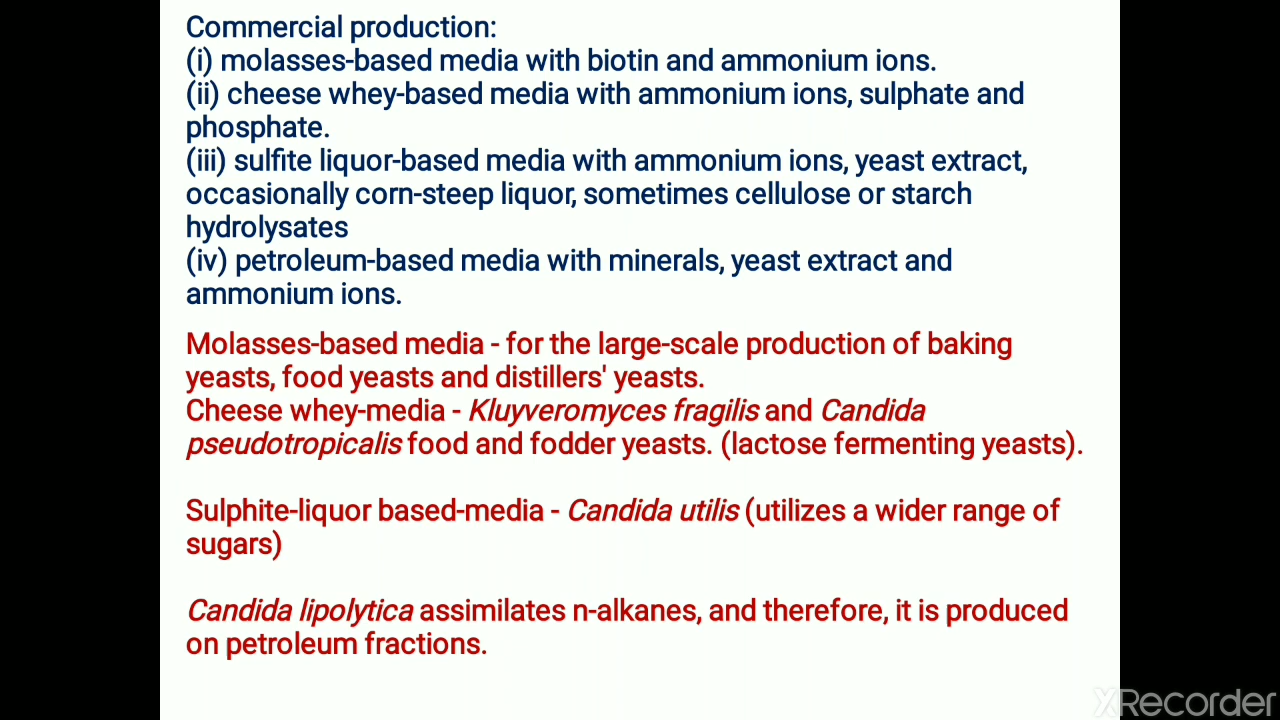 Commercial production:
(i) molasses-based media with biotin and ammonium ions.
(ii) cheese whey-based media with ammonium ions, sulphate and
phosphate.
(iii) sulfite liquor-based media with ammonium ions, yeast extract,
occasionally corn-steep liquor, sometimes cellulose or starch
hydrolysates
(iv) petroleum-based media with minerals, yeast extract and
ammonium ions.
Molasses-based media - for the large-scale production of baking
yeasts, food yeasts and distillers' yeasts.
Cheese whey-media - Kluyveromyces fragilis and Candida
pseudotropicalis food and fodder yeasts. (lactose fermenting yeasts).
Sulphite-liquor based-media - Candida utilis (utilizes a wider range of
sugars)
Candida lipolytica assimilates n-alkanes, and therefore, it is produced
on petroleum fractions.
XRecorder